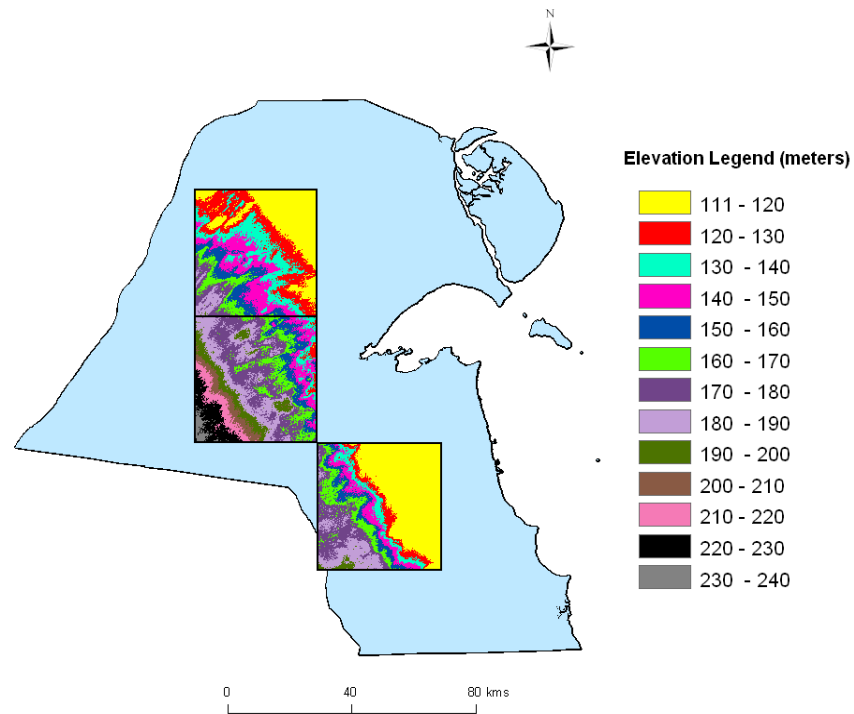 N
Elevation Legend (meters)
111 - 120
120 - 130
130 - 140
140 - 150
150 - 160
160 - 170
170 - 180
180 - 190
190 - 200
200 - 210
210 - 220
220 - 230
230 - 240
0 40 80 kms